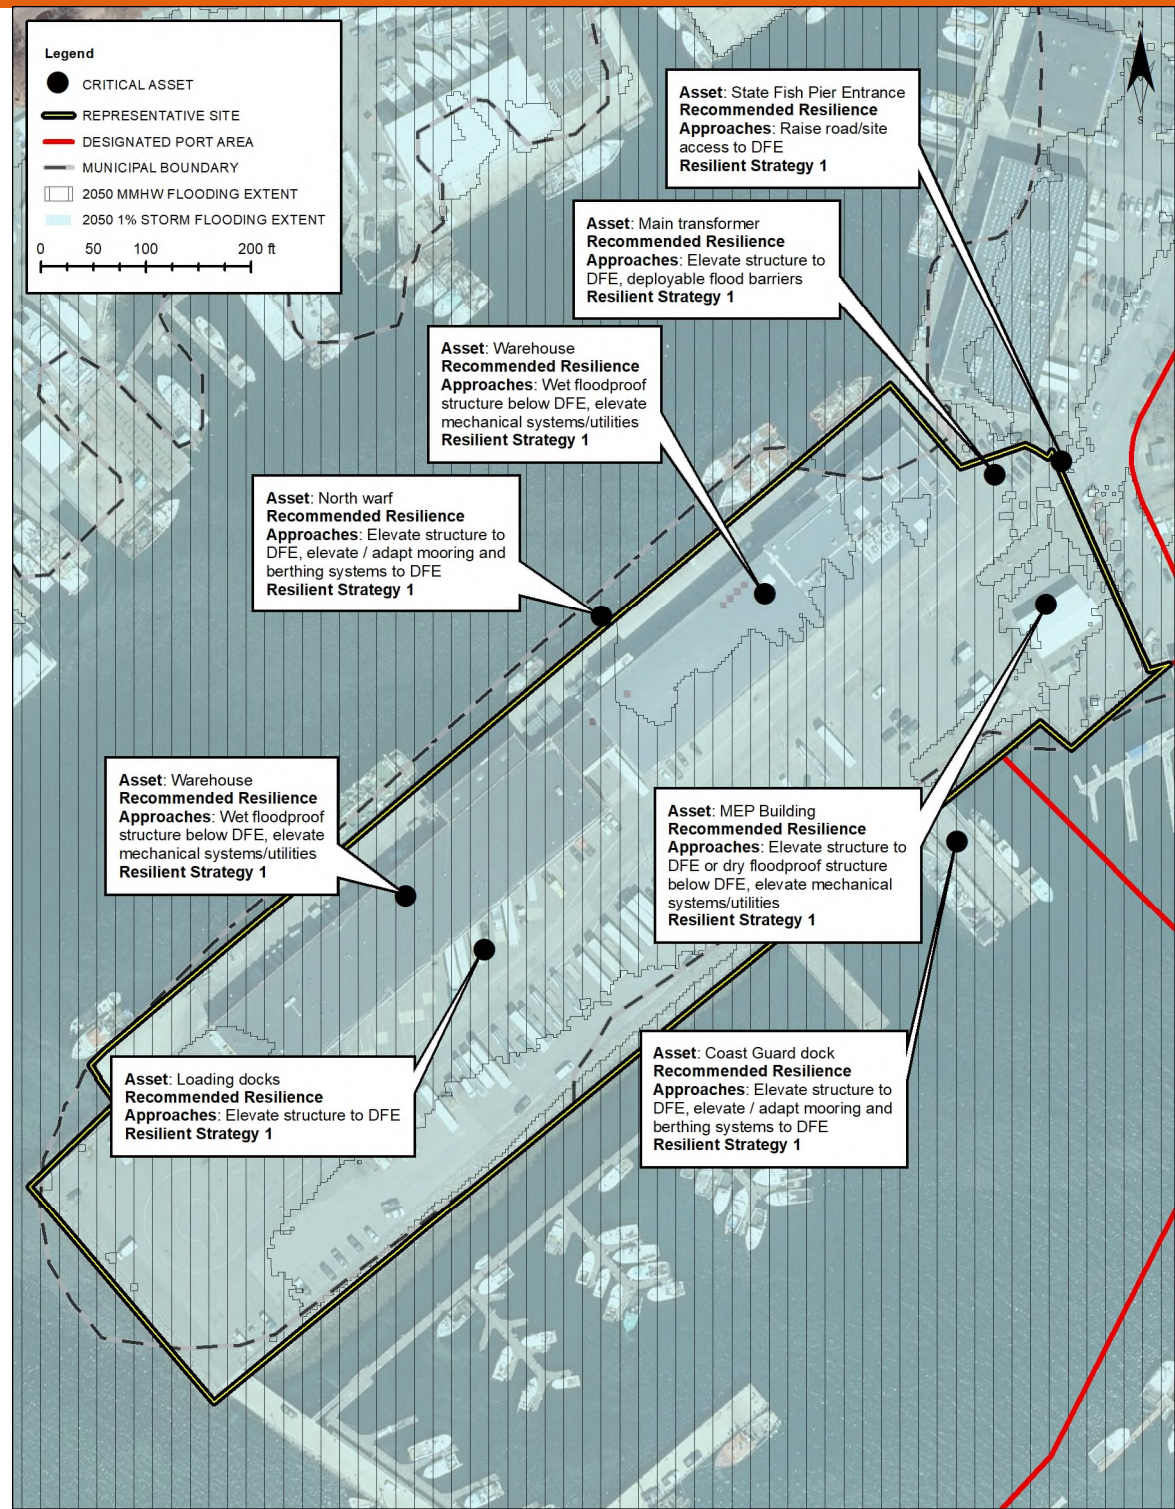 Legend
CRITICAL ASSET
REPRESENTATIVE SITE
DESIGNATED PORT AREA
MUNICIPAL BOUNDARY
2050 MMHW FLOODING EXTENT
2050 1% STORM FLOODING EXTENT
0 50 100 200 ft
N
S
Asset: State Fish Pier Entrance
Recommended Resilience
Approaches: Raise road/site
access to DFE
Resilient Strategy 1
Asset: Main transformer
Recommended Resilience
Approaches: Elevate structure to
DFE, deployable flood barriers
Resilient Strategy 1
Asset: Warehouse
Recommended Resilience
Approaches: Wet floodproof
structure below DFE, elevate
mechanical systems/utilities
Resilient Strategy 1
Asset: North warf
Recommended Resilience
Approaches: Elevate structure to
DFE, elevate / adapt mooring and
berthing systems to DFE
Resilient Strategy 1
Asset: Warehouse
Recommended Resilience
Approaches: Wet floodproof
structure below DFE, elevate
mechanical systems/utilities
Resilient Strategy 1
Asset: MEP Building
Recommended Resilience
Approaches: Elevate structure to
DFE or dry floodproof structure
below DFE, elevate mechanical
systems/utilities
Resilient Strategy 1
Asset: Loading docks
Recommended Resilience
Approaches: Elevate structure to DFE
Resilient Strategy 1
Asset: Coast Guard dock
Recommended Resilience
Approaches: Elevate structure to
DFE, elevate / adapt mooring and
berthing systems to DFE
Resilient Strategy 1